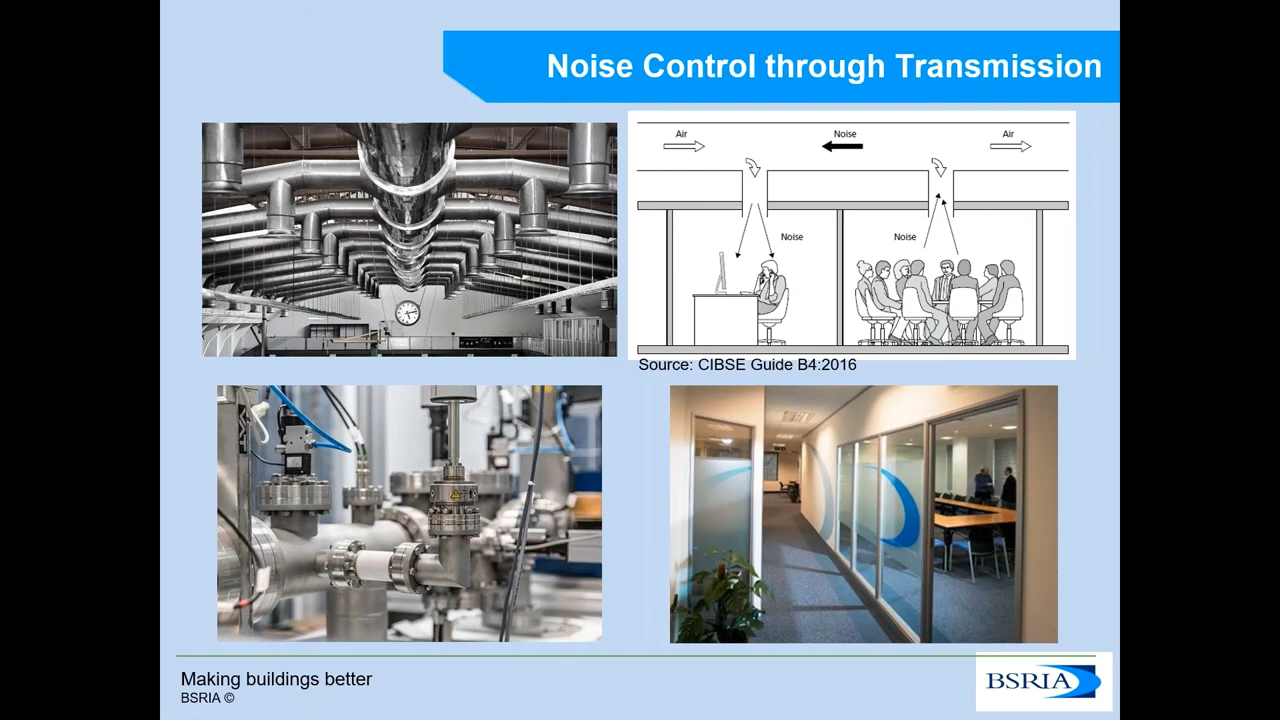 Noise Control through Transmission
Air
Noise
Air
Noise
Noise
Source: CIBSE Guide B4:2016
Making buildings better
BSRIA ©
BSRIA